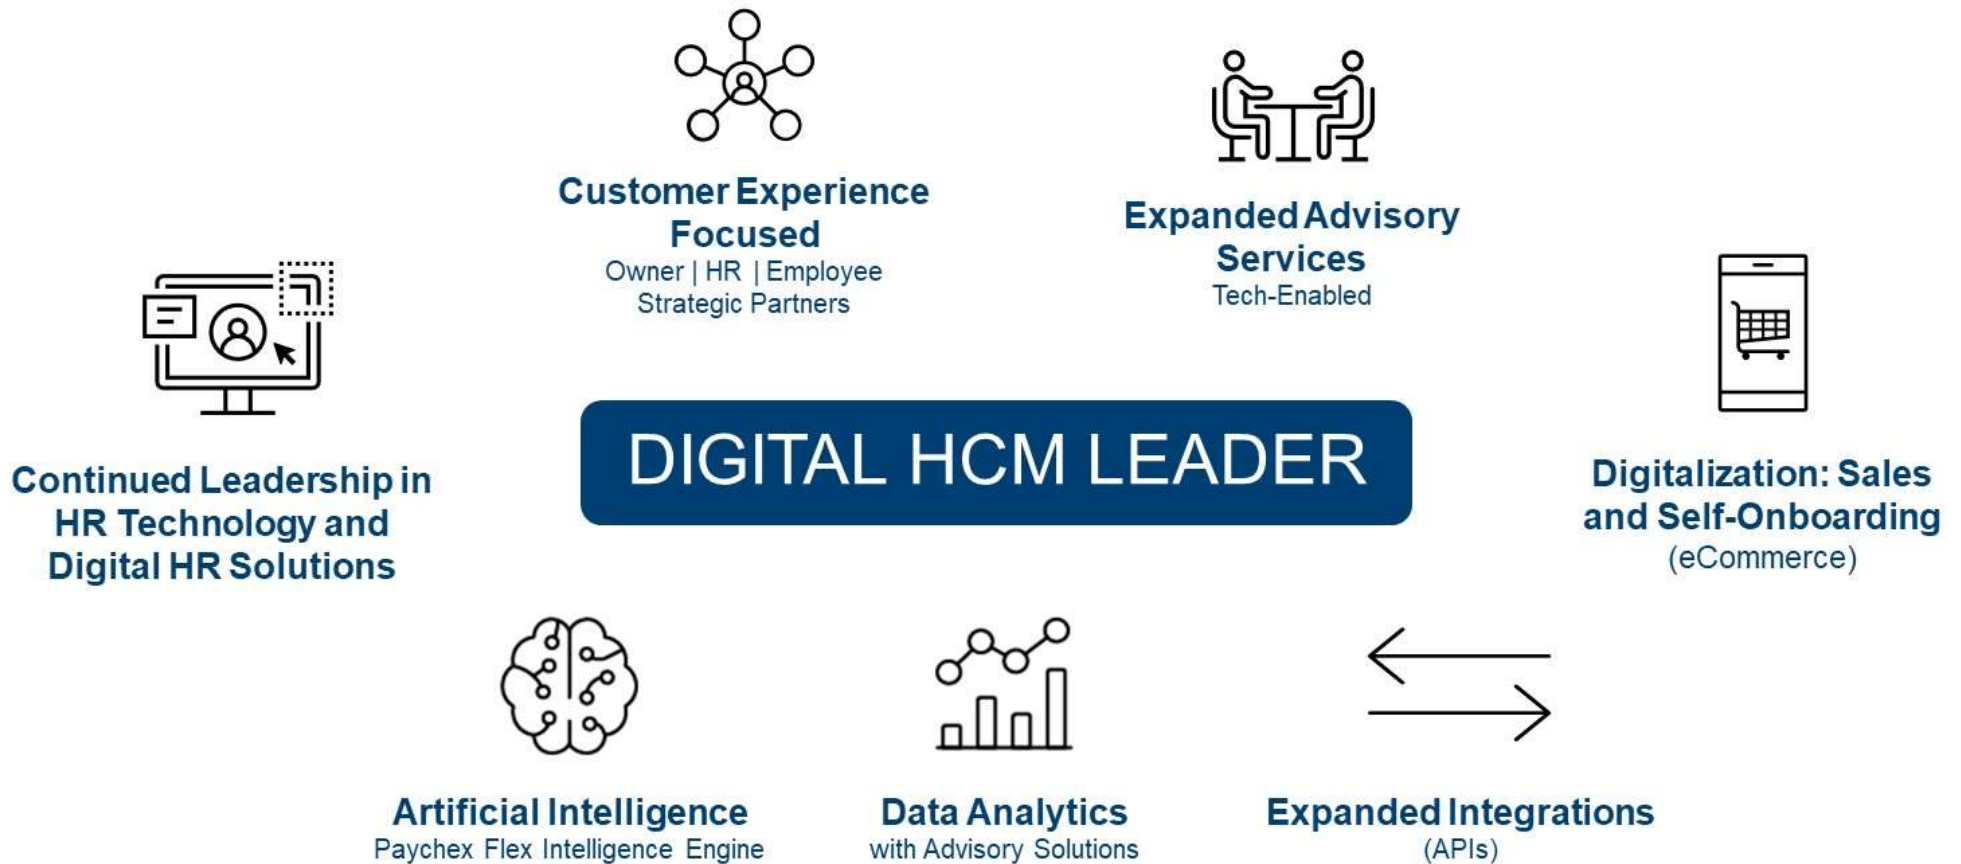 Customer Experience
Focused
Owner | HR | Employee
Strategic Partners
Expanded Advisory
Services
Tech-Enabled
Continued Leadership in
HR Technology and
Digital HR Solutions
DIGITAL HCM LEADER
Digitalization: Sales
and Self-Onboarding
(eCommerce)
Artificial Intelligence
Paychex Flex Intelligence Engine
Data Analytics
with Advisory Solutions
Expanded Integrations
(APIs)